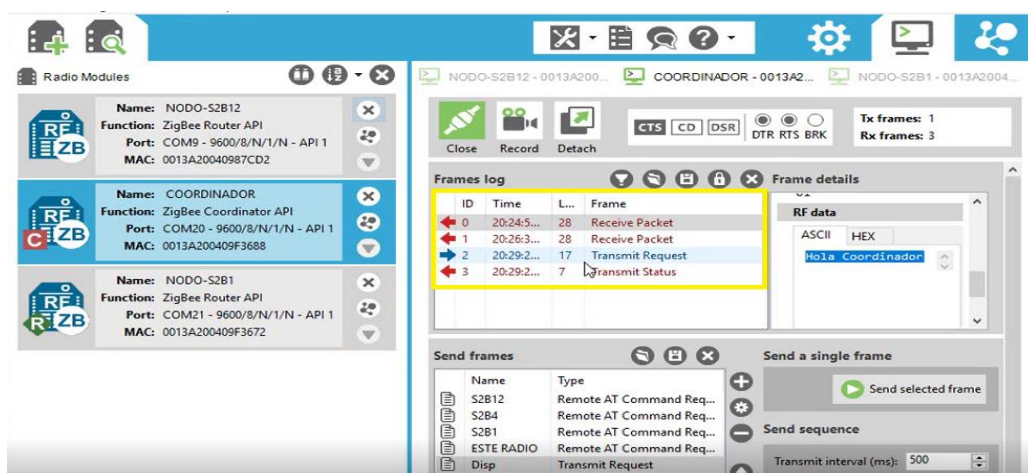 Radio Modules
Name: NODO-S2B12
Function: ZigBee Router API
Port: COM9 - 9600/8/N/1/N - API 1
MAC: 0013A20040987CD2
RF
ZB
Name: COORDINADOR
Function: ZigBee Coordinator API
Port: COM20 - 9600/8/N/1/N - API 1
MAC: 0013A200409F3688
RF
C ZB
Name: NODO-S2B1
Function: ZigBee Router API
Port: COM21 - 9600/8/N/1/N - API 1
MAC: 0013A200409F3672
RF
R ZB
NODO-S2B12 - 0013A200... COORDINADOR - 0013A2... NODO-S2B1 - 0013A2004...
Close Record Detach
CTS CD DSR DTR RTS BRK
Tx frames: 1
Rx frames: 3
Frames log
ID Time L... Frame
0 20:24:5... 28 Receive Packet
1 20:26:3... 28 Receive Packet
2 20:29:2... 17 Transmit Request
3 20:29:2... 7 Transmit Status
Frame details
RF data
ASCII HEX
Hola Coordinador
Send frames
Name Type
S2B12 Remote AT Command Req...
S2B4 Remote AT Command Req...
S2B1 Remote AT Command Req...
ESTE RADIO Remote AT Command Req...
Disp Transmit Request
Send a single frame
Send selected frame
Send sequence
Transmit interval (ms): 500